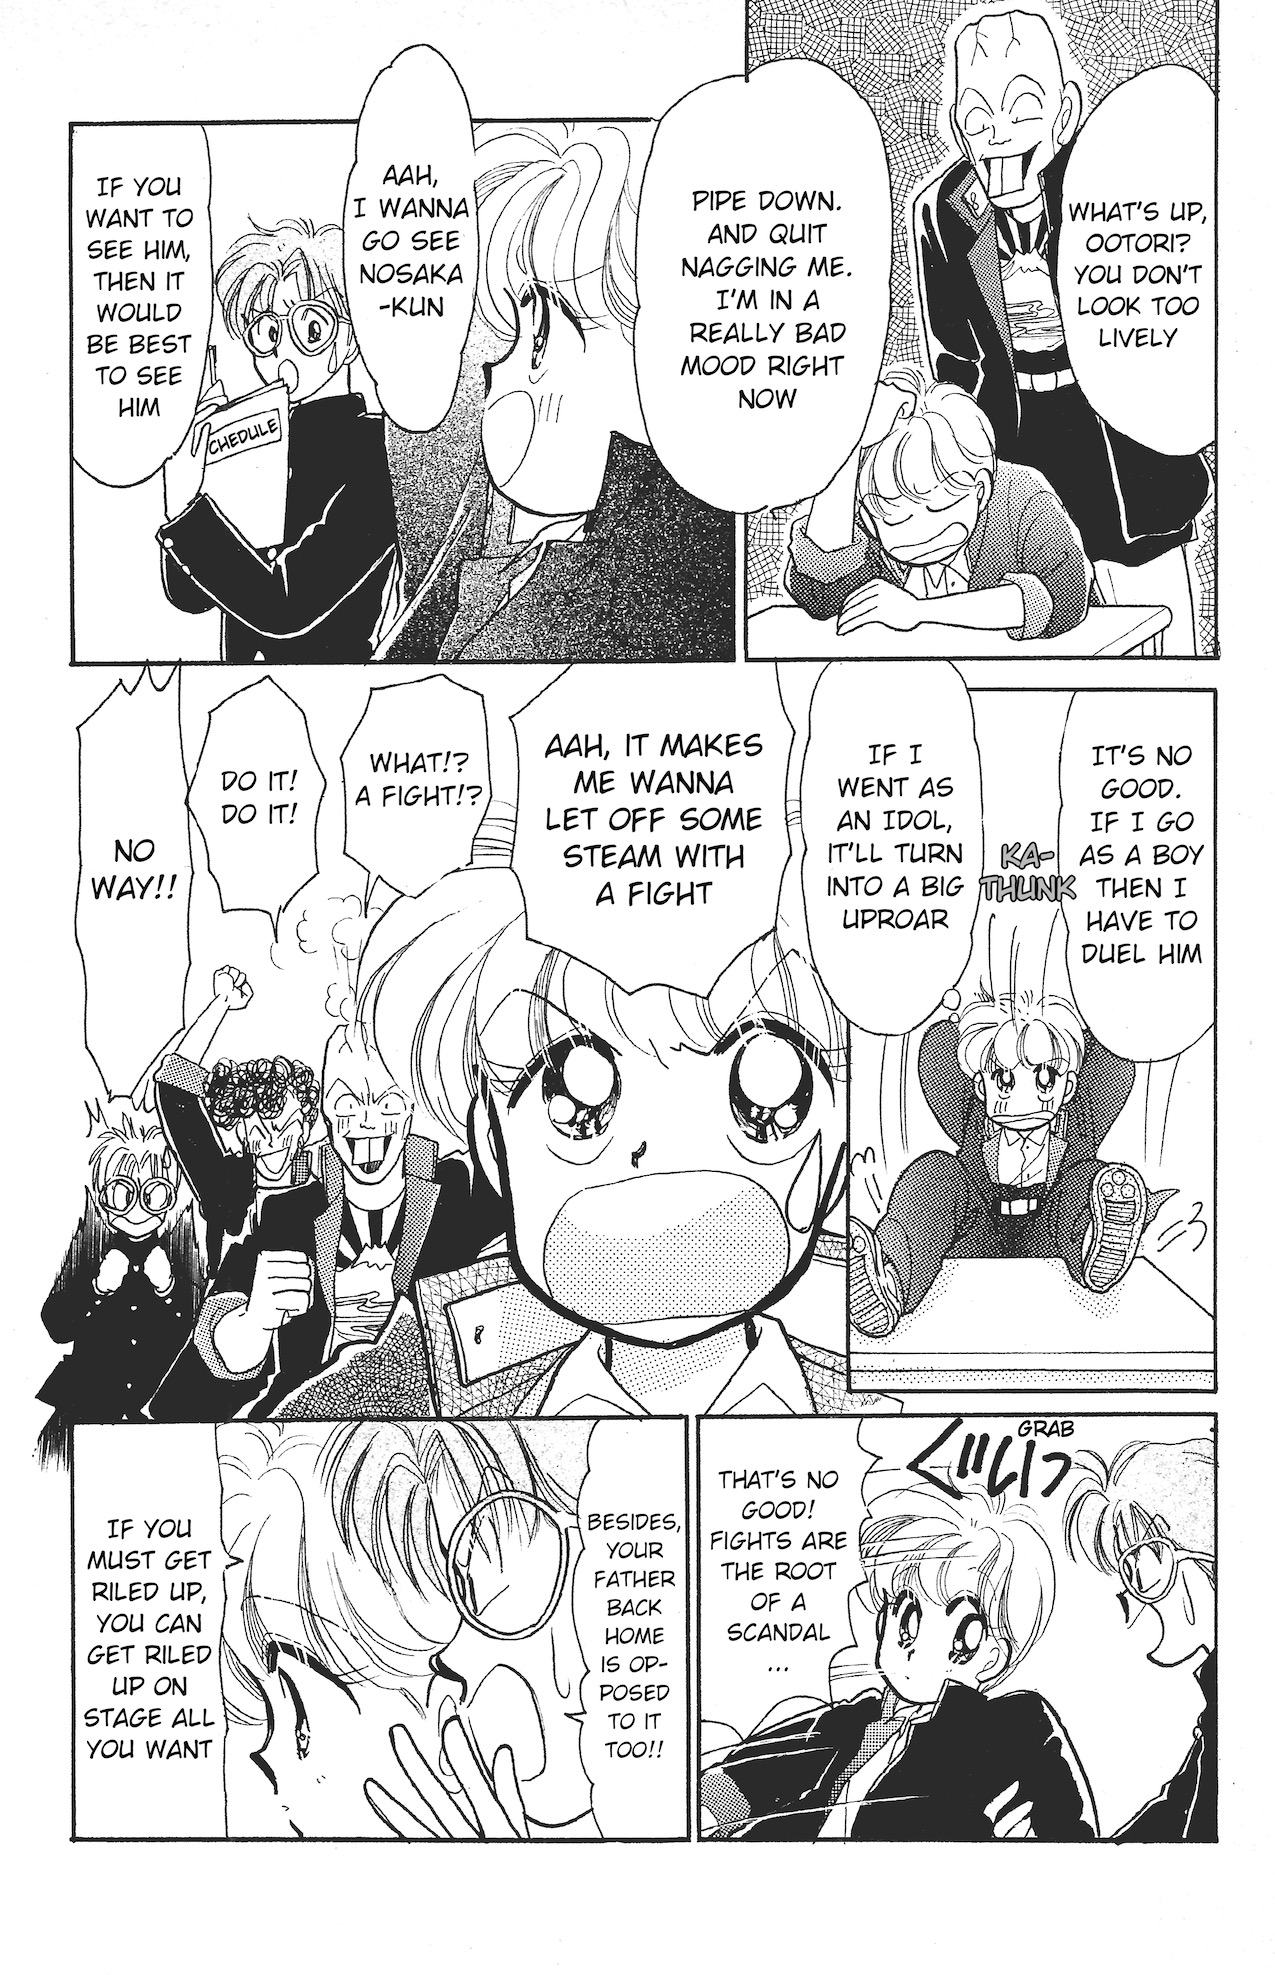 WHAT'S UP,
OOTORI?
YOU DON'T
LOOK TOO
LIVELY
PIPE DOWN.
AND QUIT
NAGGING ME.
I'M IN A
REALLY BAD
MOOD RIGHT
NOW
AAH,
I WANNA
GO SEE
NOSAKA
-KUN
IF YOU
WANT TO
SEE HIM,
THEN IT
WOULD
BE BEST
TO SEE
HIM
CHEDULE
IT'S NO
GOOD.
IF I GO
AS A BOY
THEN I
HAVE TO
DUEL HIM
KA-
THUNK
IF I
WENT AS
AN IDOL,
IT'LL TURN
INTO A BIG
UPROAR
AAH, IT MAKES
ME WANNA
LET OFF SOME
STEAM WITH
A FIGHT
WHAT!?
A FIGHT!?
DO IT!
DO IT!
NO
WAY!!
GRAB
ぐいっ
THAT'S NO
GOOD!
FIGHTS ARE
THE ROOT
OF A
SCANDAL
...
BESIDES,
YOUR
FATHER
BACK
HOME
IS OP-
POSED
TO IT
TOO!!
IF YOU
MUST GET
RILED UP,
YOU CAN
GET RILED
UP ON
STAGE ALL
YOU WANT